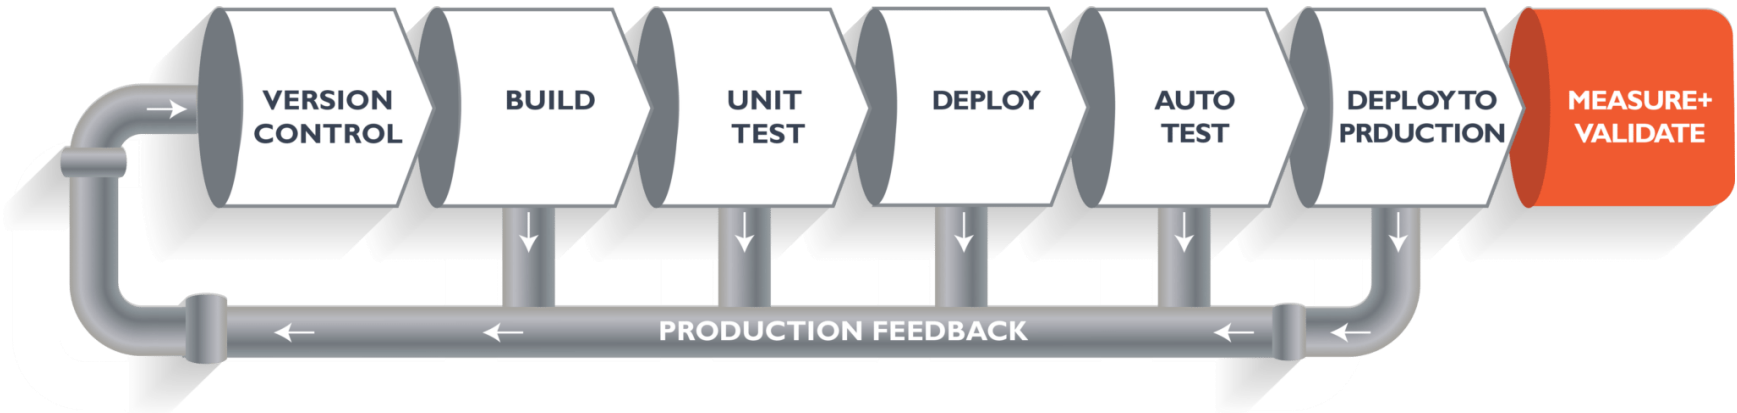 VERSION
CONTROL
BUILD
UNIT
TEST
DEPLOY
AUTO
TEST
DEPLOY TO
PRDUCTION
MEASURE+
VALIDATE
PRODUCTION FEEDBACK